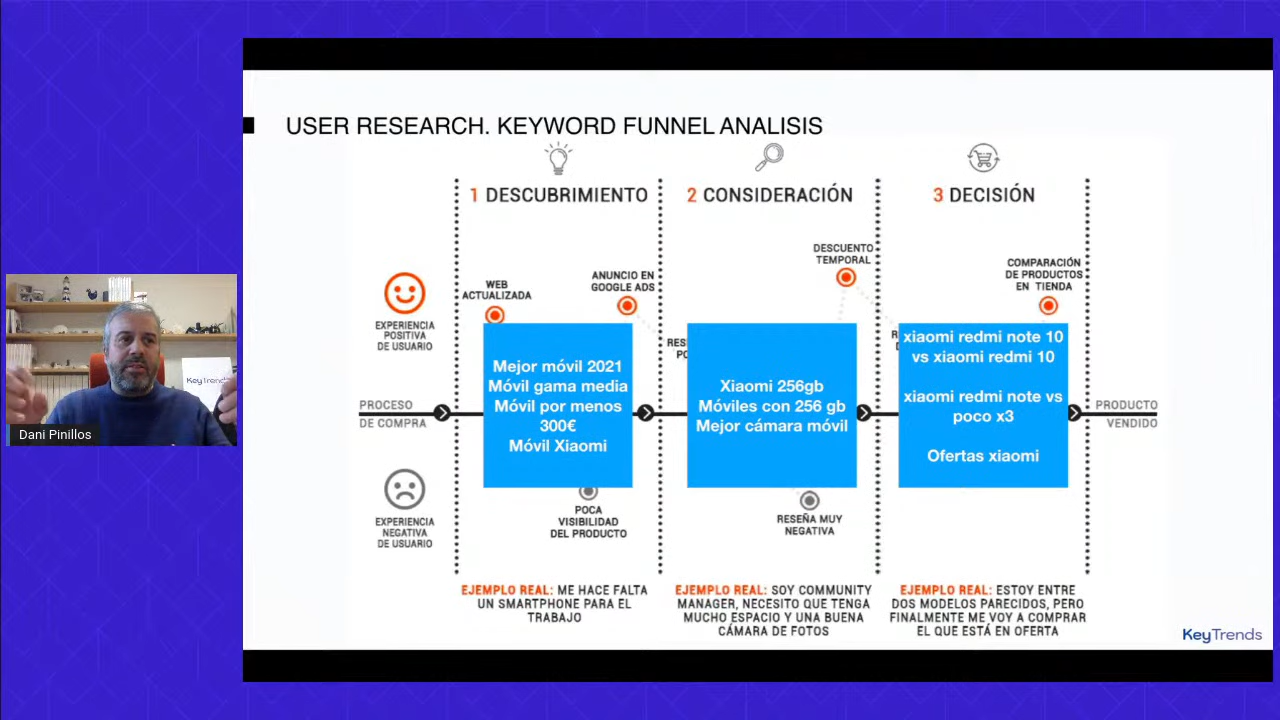 USER RESEARCH. KEYWORD FUNNEL ANALISIS
1 DESCUBRIMIENTO
2 CONSIDERACIÓN
3 DECISIÓN
WEB
ACTUALIZADA
ANUNCIO EN
GOOGLE ADS
DESCUENTO
TEMPORAL
COMPARACIÓN
DE PRODUCTOS
EN TIENDA
EXPERIENCIA
POSITIVA
DE USUARIO
Mejor móvil 2021
Móvil gama media
Móvil por menos
300€
Móvil Xiaomi
Xiaomi 256gb
Móviles con 256 gb
Mejor cámara móvil
xiaomi redmi note 10
vs xiaomi redmi 10
xiaomi redmi note vs
poco x3
Ofertas xiaomi
PROCESO
DE COMPRA
PRODUCTO
VENDIDO
EXPERIENCIA
NEGATIVA
DE USUARIO
POCA
VISIBILIDAD
DEL PRODUCTO
RESEÑA MUY
NEGATIVA
EJEMPLO REAL: ME HACE FALTA
UN SMARTPHONE PARA EL
TRABAJO
EJEMPLO REAL: SOY COMMUNITY
MANAGER, NECESITO QUE TENGA
MUCHO ESPACIO Y UNA BUENA
CÁMARA DE FOTOS
EJEMPLO REAL: ESTOY ENTRE
DOS MODELOS PARECIDOS, PERO
FINALMENTE ME VOY A COMPRAR
EL QUE ESTÁ EN OFERTA
KeyTrends
KeyTrends
Dani Pinillos